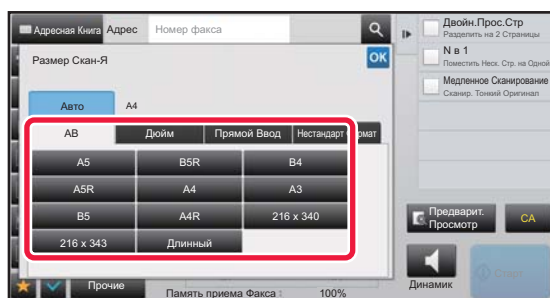 Адресная Книга Адрес Номер факса
Двойн.Прос.Стр
Разделить на 2 Страницы
Размер Скан-Я OK
N в 1
Поместить Неск. Стр. на Одной
Медленное Сканирование
Сканир. Тонкий Оригинал
Авто A4
AB Дюйм Прямой Ввод Нестандарт Формат
A5 B5R B4
A5R A4 A3
B5 A4R 216 x 340
216 x 343 Длинный
Предварит.
Просмотр
CA
Прочие
Память приема Факса : 100%
Динамик
Старт